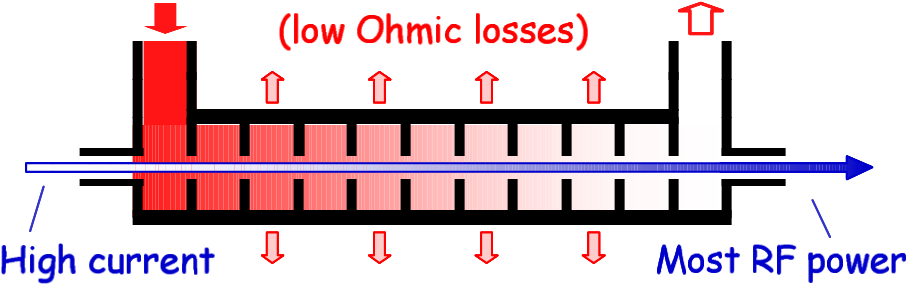 (low Ohmic losses)
High current
Most RF power